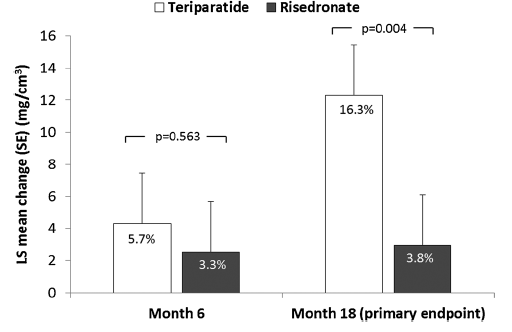 Teriparatide Risedronate
p=0.004
16
14
12
10
8
6
4
2
0
LS mean change (SE) (mg/cm³)
p=0.563
16.3%
5.7%
3.3%
3.8%
Month 6 Month 18 (primary endpoint)